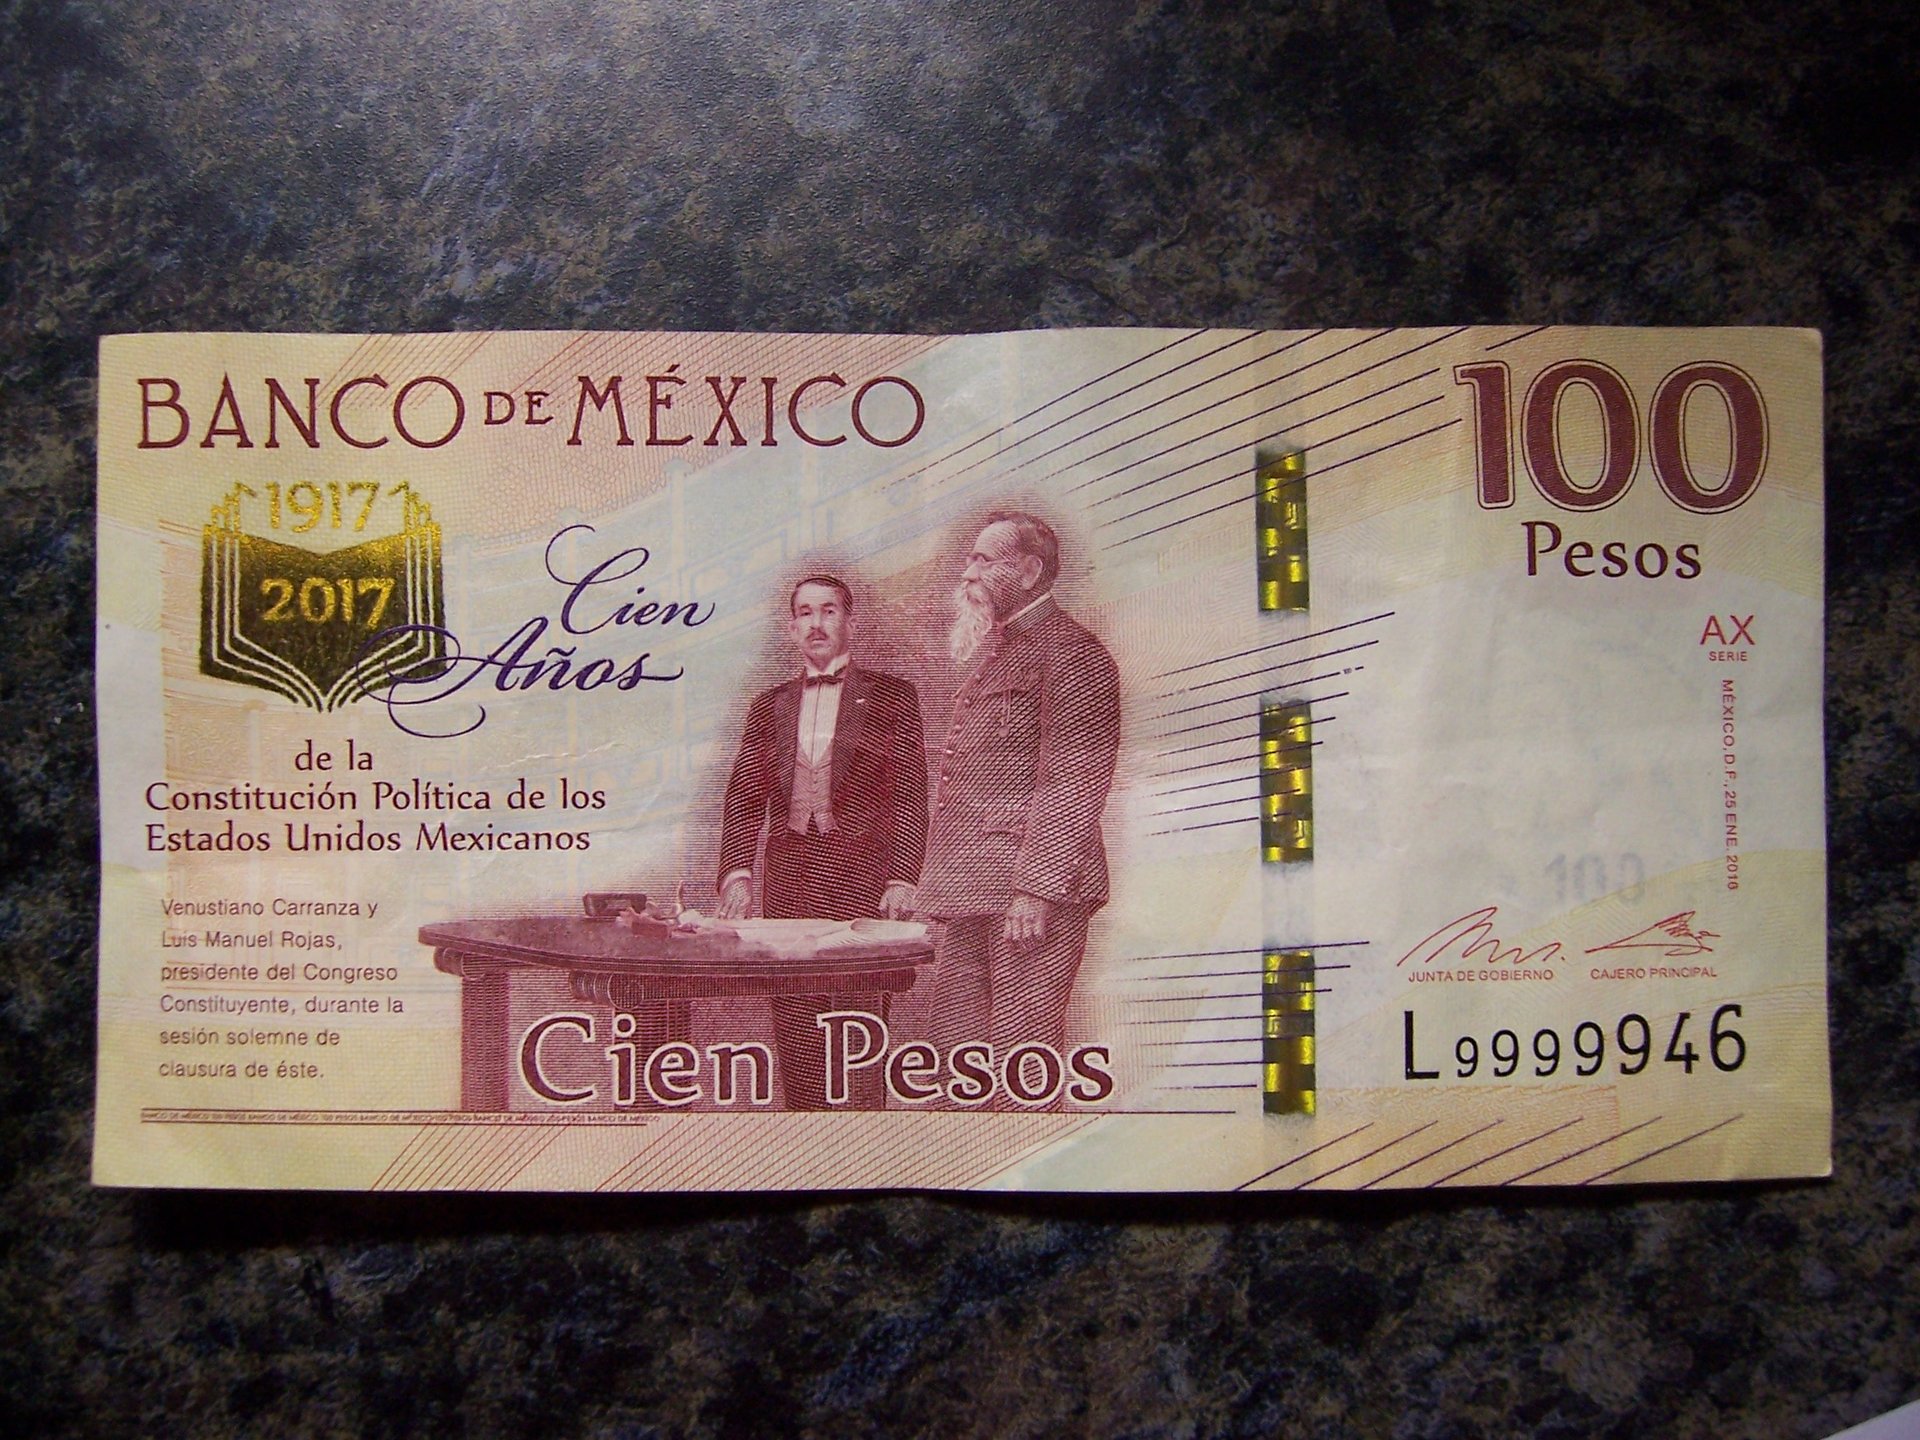 BANCO DE MÉXICO
100
Pesos
1917
2017
Cien
Años
de la
Constitución Política de los
Estados Unidos Mexicanos
AX
SERIE
MÉXICO, D.F., 25 ENE. 2016
Venustiano Carranza y
Luis Manuel Rojas,
presidente del Congreso
Constituyente, durante la
sesión solemne de
clausura de éste.
100
JUNTA DE GOBIERNO CAJERO PRINCIPAL
L9999946
Cien Pesos